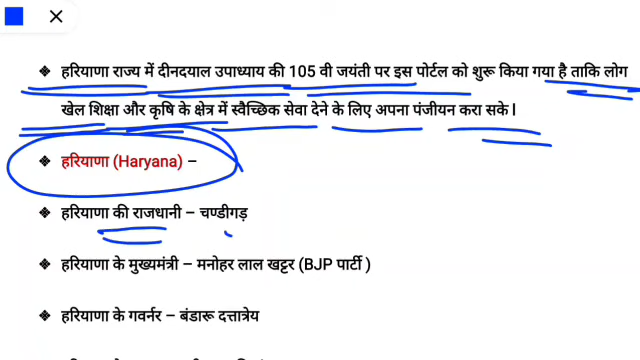 ❖ हरियाणा राज्य में दीनदयाल उपाध्याय की 105 वी जयंती पर इस पोर्टल को शुरू किया गया है ताकि लोग
खेल शिक्षा और कृषि के क्षेत्र में स्वैच्छिक सेवा देने के लिए अपना पंजीयन करा सके।
❖ हरियाणा (Haryana) –
❖ हरियाणा की राजधानी – चण्डीगड़
❖ हरियाणा के मुख्यमंत्री – मनोहर लाल खट्टर (BJP पार्टी )
❖ हरियाणा के गवर्नर – बंडारू दत्तात्रेय